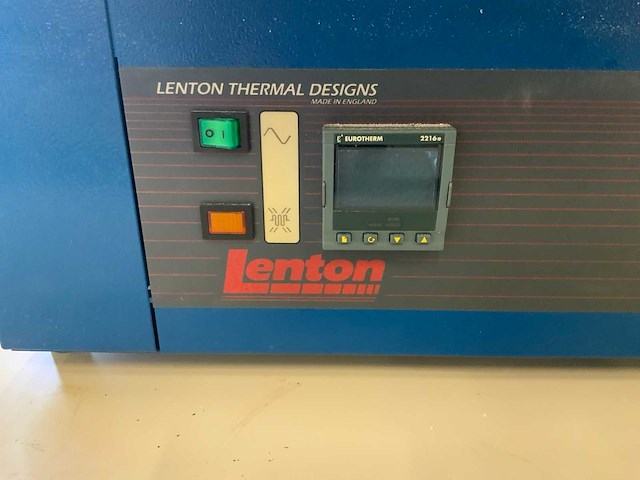 LENTON THERMAL DESIGNS
MADE IN ENGLAND
O I
EUROTHERM 2216e
Lenton